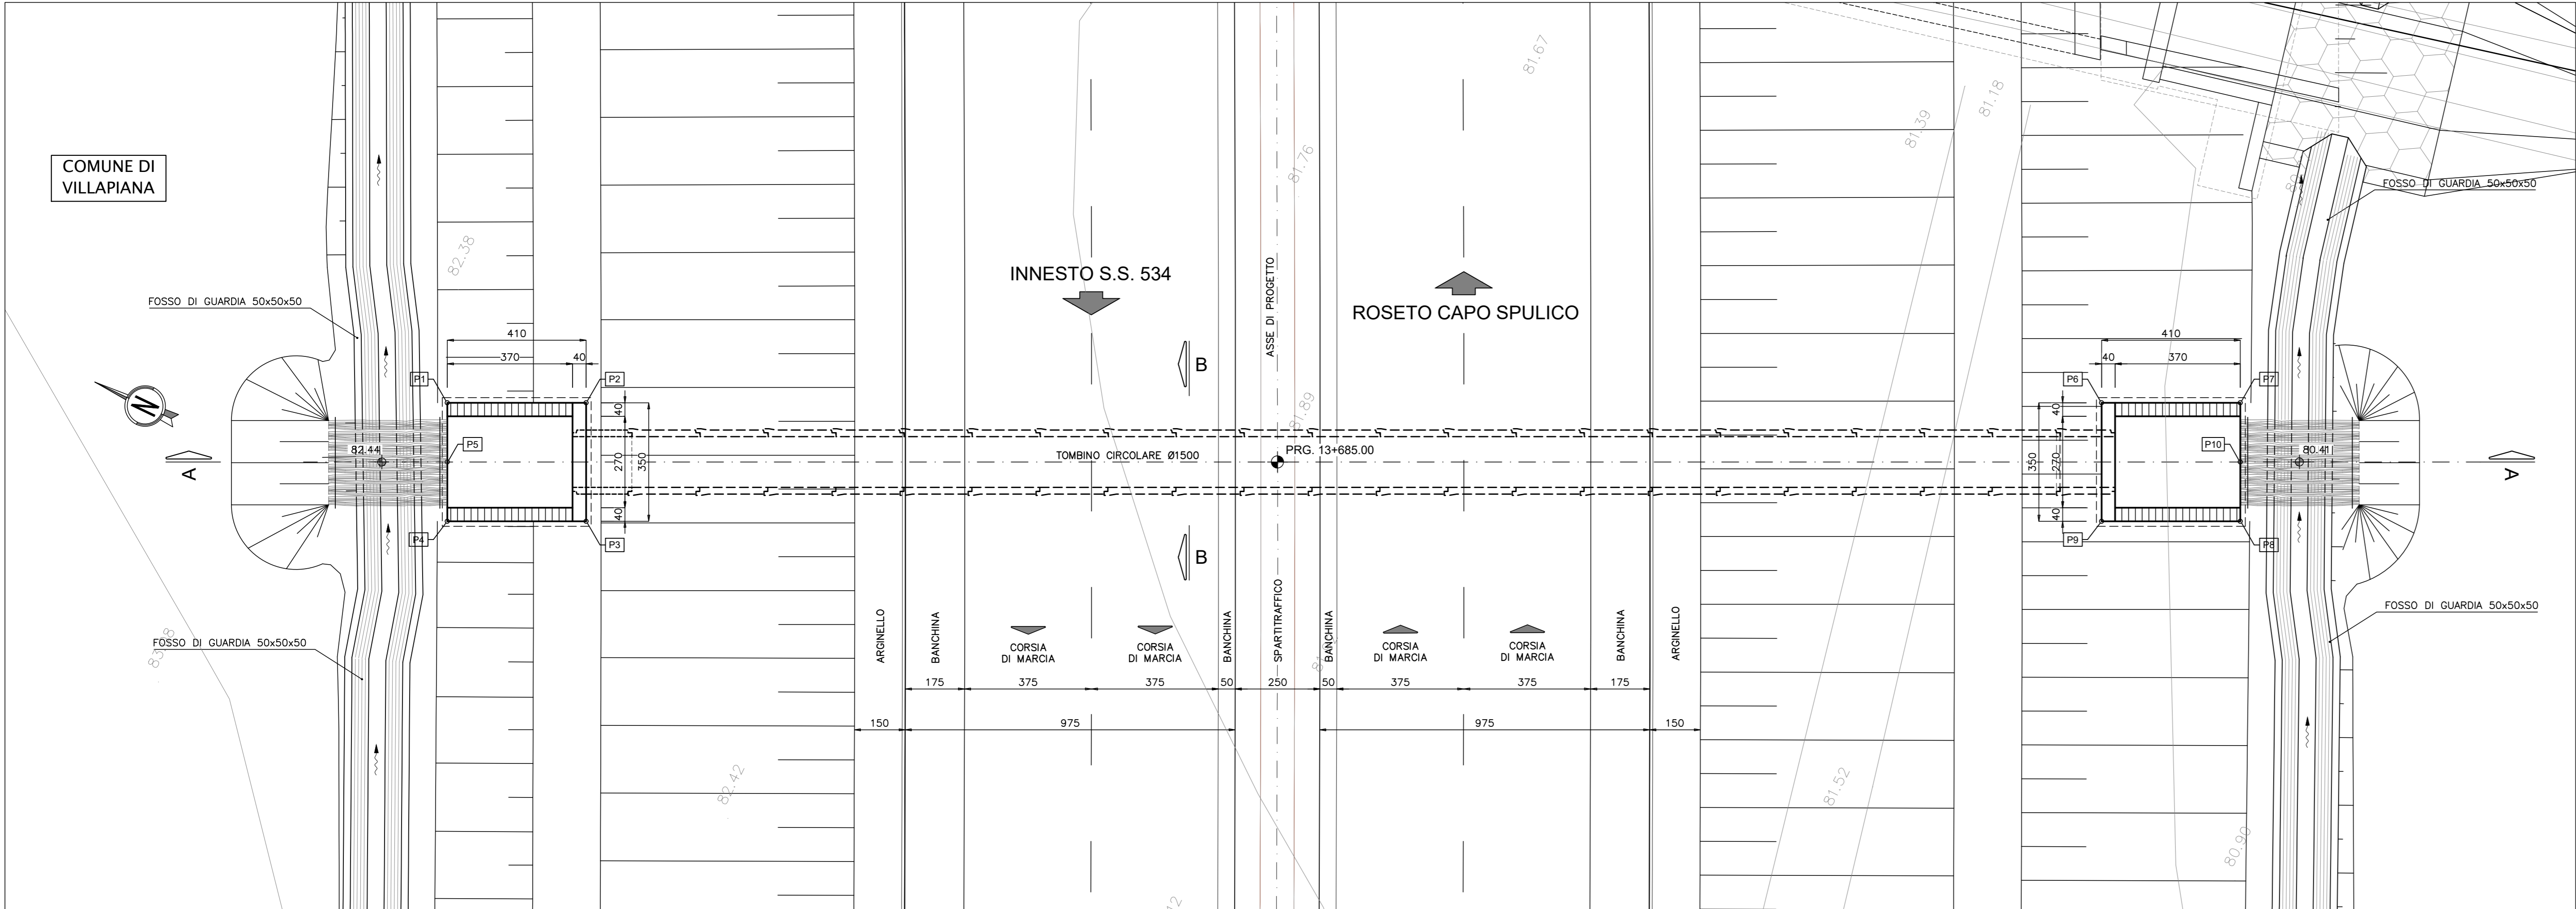 COMUNE DI
VILLAPIANA
81.67
81.18
81.39
81.76
FOSSO DI GUARDIA 50x50x50
82.38
INNESTO S.S. 534
ASSE DI PROGETTO
ROSETO CAPO SPULICO
FOSSO DI GUARDIA 50x50x50
410
370
40
410
40
370
B
P1
P2
P6
P7
N
40
270
350
40
81.89
40
350
270
40
P5
P10
82.44
80.41
A
A
TOMBINO CIRCOLARE Ø1500
PRG. 13+685.00
P4
P3
P9
P8
B
FOSSO DI GUARDIA 50x50x50
FOSSO DI GUARDIA 50x50x50
ARGINELLO
BANCHINA
CORSIA
DI MARCIA
CORSIA
DI MARCIA
BANCHINA
SPARTITRAFFICO
BANCHINA
CORSIA
DI MARCIA
CORSIA
DI MARCIA
BANCHINA
ARGINELLO
175
375
375
50
250
50
375
375
175
150
975
975
150
82.42
81.52
80.90